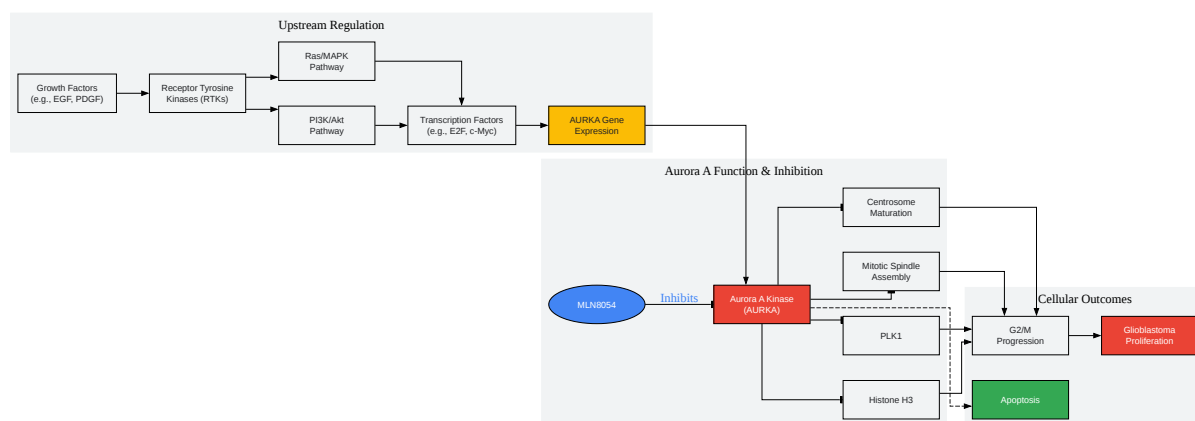 Upstream Regulation
Growth Factors
(e.g., EGF, PDGF)
Receptor Tyrosine
Kinases (RTKs)
Ras/MAPK
Pathway
PI3K/Akt
Pathway
Transcription Factors
(e.g., E2F, c-Myc)
AURKA Gene
Expression
Aurora A Function & Inhibition
MLN8054
Inhibits
Aurora A Kinase
(AURKA)
Centrosome
Maturation
Mitotic Spindle
Assembly
PLK1
Histone H3
Cellular Outcomes
G2/M
Progression
Glioblastoma
Proliferation
Apoptosis